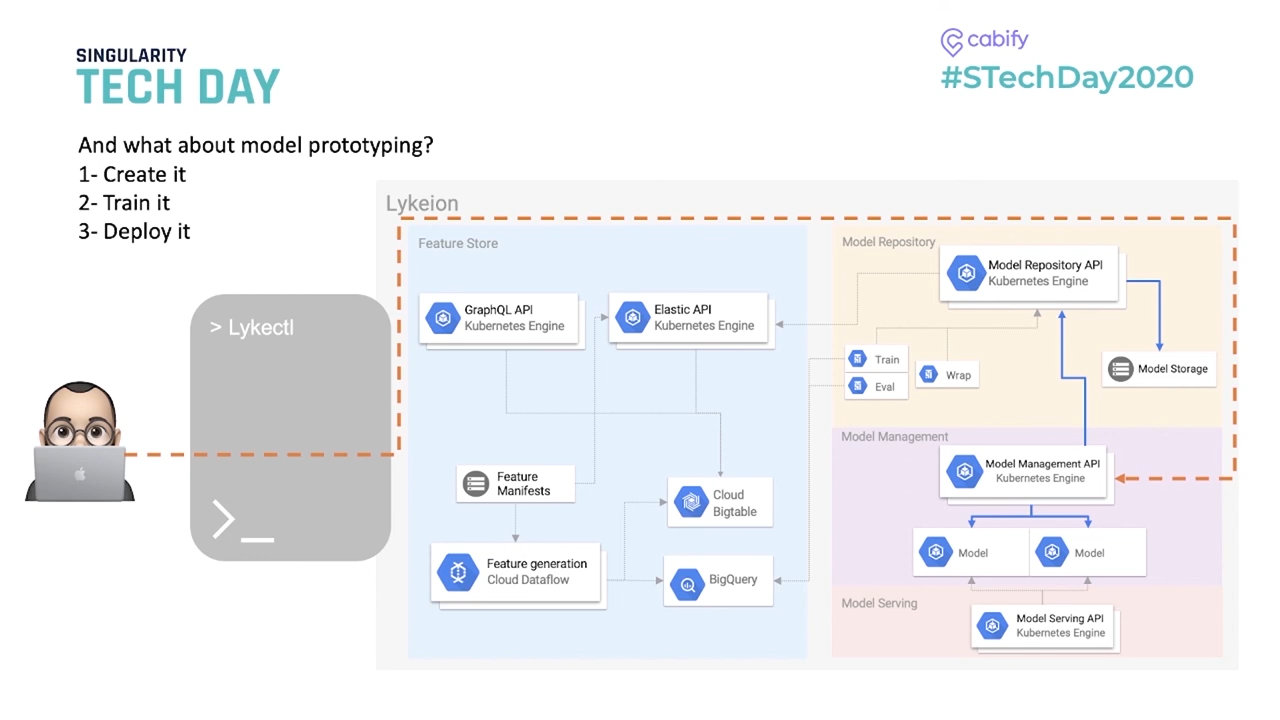 SINGULARITY
TECH DAY
cabify
#STechDay2020
And what about model prototyping?
1- Create it
2- Train it
3- Deploy it
> Lykectl
>_
Lykeion
Feature Store
GraphQL API
Kubernetes Engine
Elastic API
Kubernetes Engine
Feature
Manifests
Cloud
Bigtable
Feature generation
Cloud Dataflow
BigQuery
Model Repository
Model Repository API
Kubernetes Engine
Train
Eval
Wrap
Model Storage
Model Management
Model Management API
Kubernetes Engine
Model
Model
Model Serving
Model Serving API
Kubernetes Engine